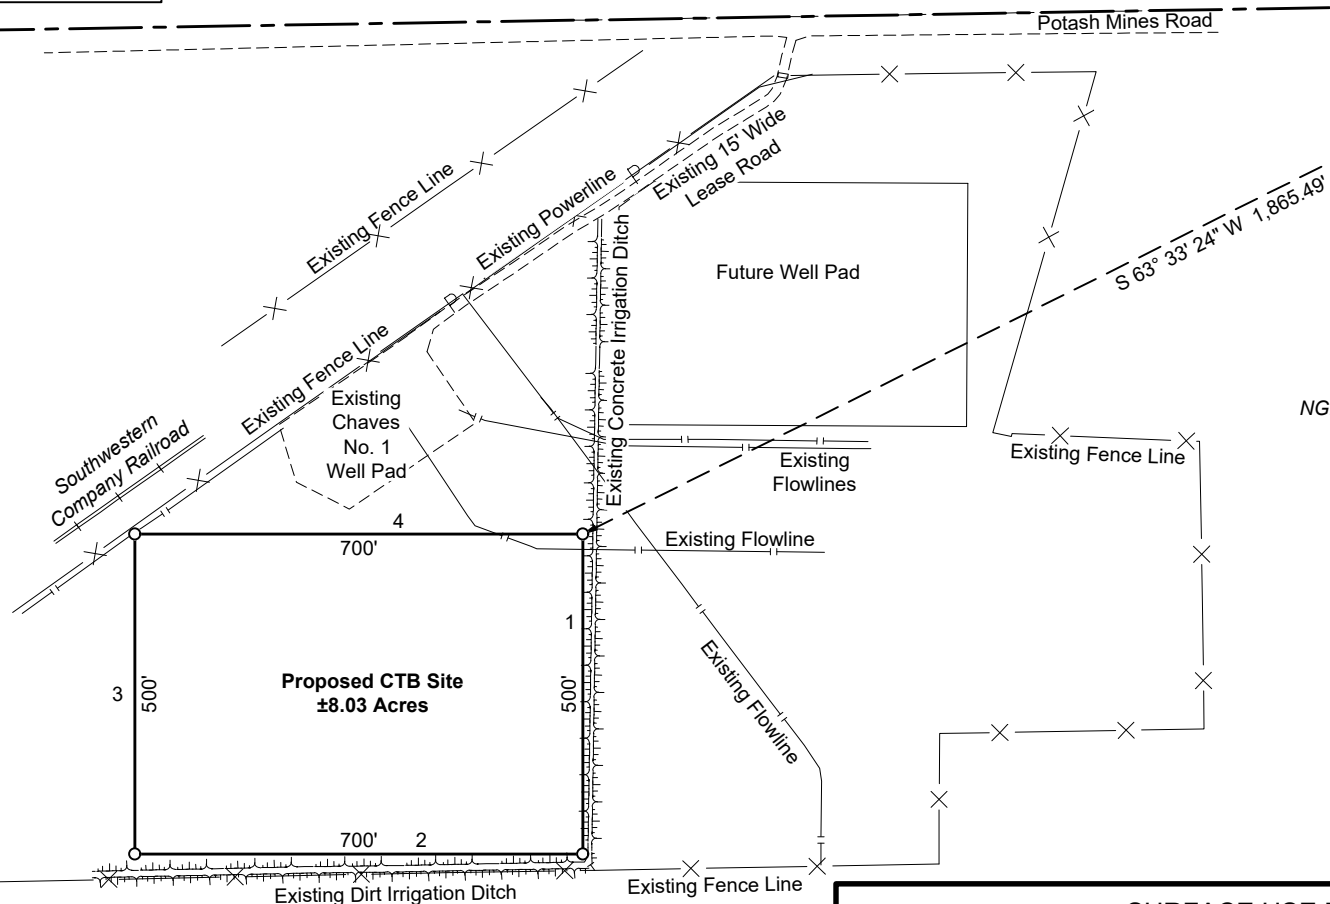 Potash Mines Road
Existing 15' Wide
Lease Road
Existing Fence Line
Existing Powerline
S 63° 33' 24" W 1,865.49'
Future Well Pad
Existing Concrete Irrigation Ditch
Existing Fence Line
Existing
Chaves
No. 1
Well Pad
NG
Southwestern
Company Railroad
Existing Fence Line
Existing
Flowlines
4
700'
Existing Flowline
1
500'
3
500'
Proposed CTB Site
±8.03 Acres
Existing Flowline
700'
2
Existing Dirt Irrigation Ditch
Existing Fence Line